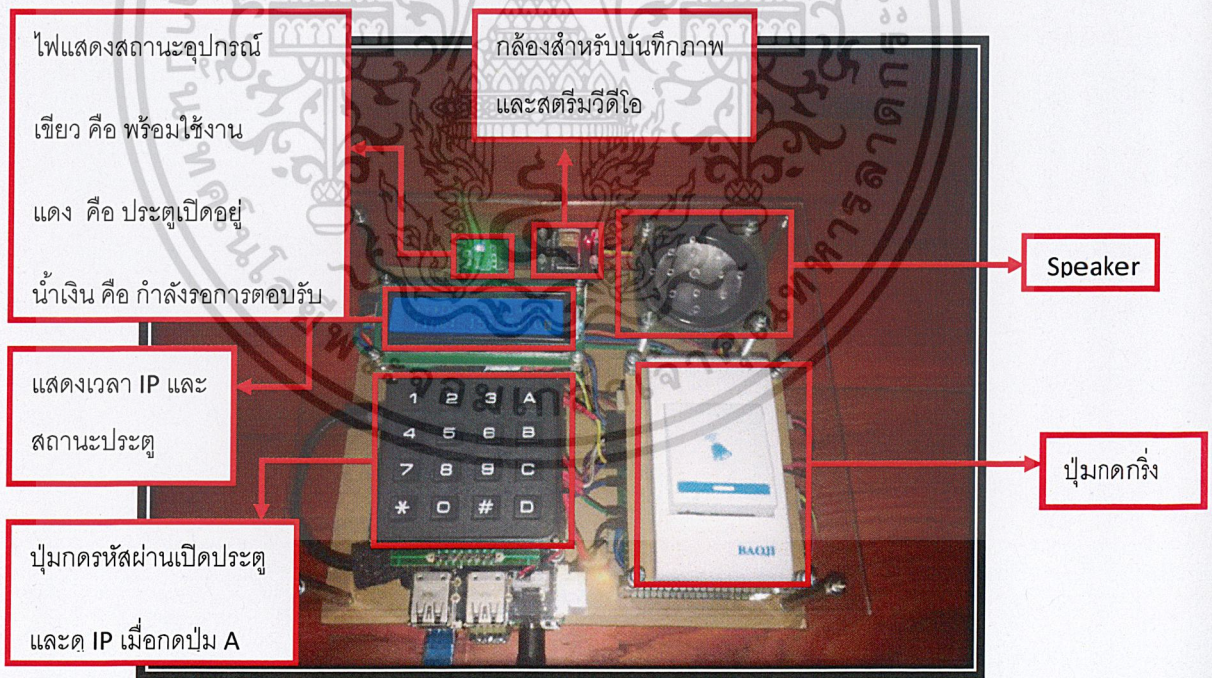 ไฟแสดงสถานะอุปกรณ์
เขียว คือ พร้อมใช้งาน
แดง คือ ประตูเปิดอยู่
น้ำเงิน คือ กำลังรอการตอบรับ
กล้องสำหรับบันทึกภาพ
และสตรีมวีดีโอ
Speaker
แสดงเวลา IP และ
สถานะประตู
ปุ่มกดรหัสผ่านเปิดประตู
และดู IP เมื่อกดปุ่ม A
ปุ่มกดกริ่ง
1 2 3 A
4 5 6 B
7 8 9 C
* 0 # D
BAOJI